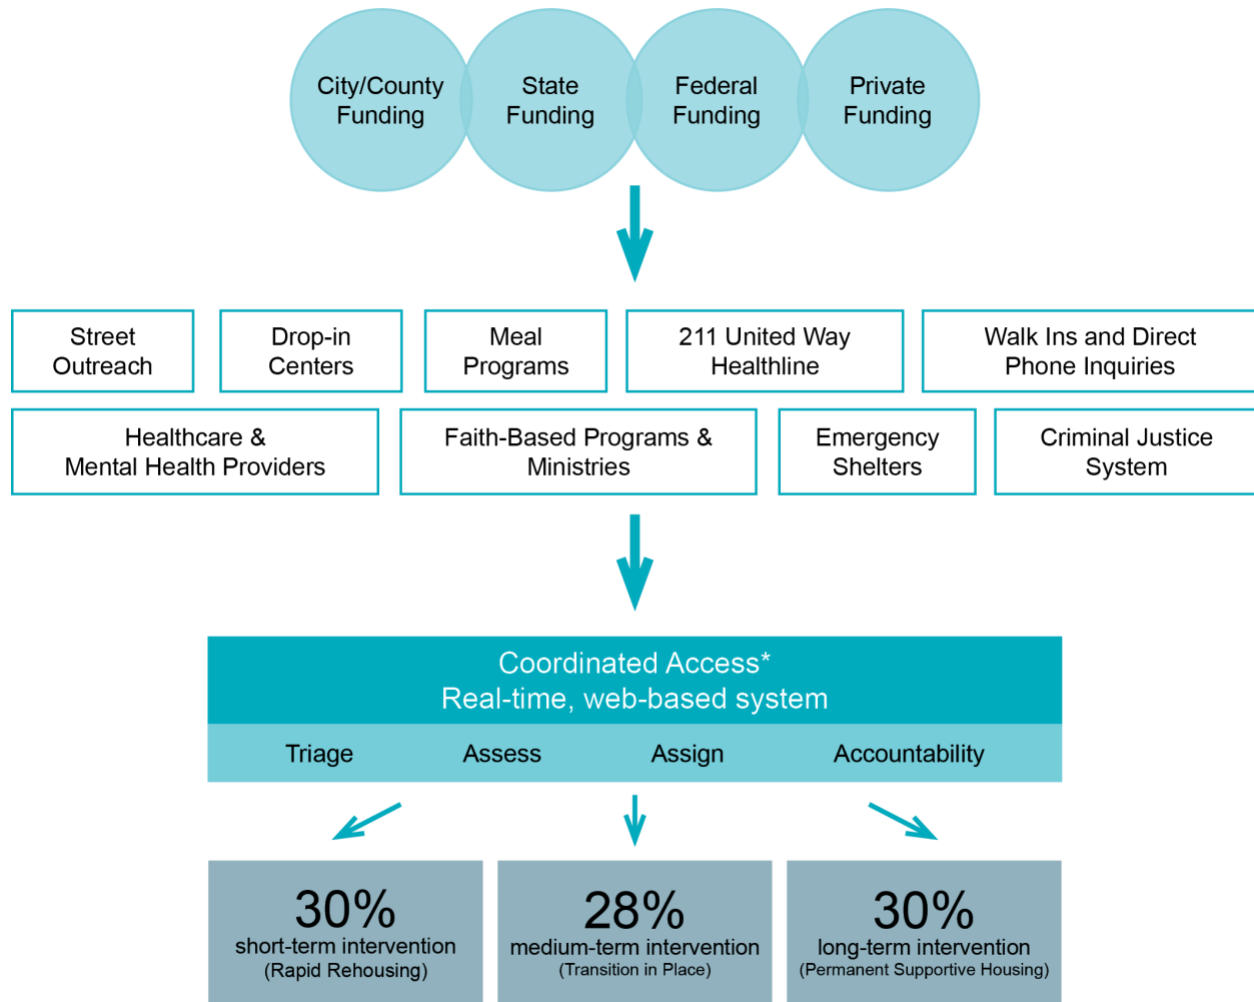 City/County
Funding
State
Funding
Federal
Funding
Private
Funding
Street
Outreach
Drop-in
Centers
Meal
Programs
211 United Way
Healthline
Walk Ins and Direct
Phone Inquiries
Healthcare &
Mental Health Providers
Faith-Based Programs &
Ministries
Emergency
Shelters
Criminal Justice
System
Coordinated Access*
Real-time, web-based system
Triage
Assess
Assign
Accountability
30%
short-term intervention
(Rapid Rehousing)
28%
medium-term intervention
(Transition in Place)
30%
long-term intervention
(Permanent Supportive Housing)